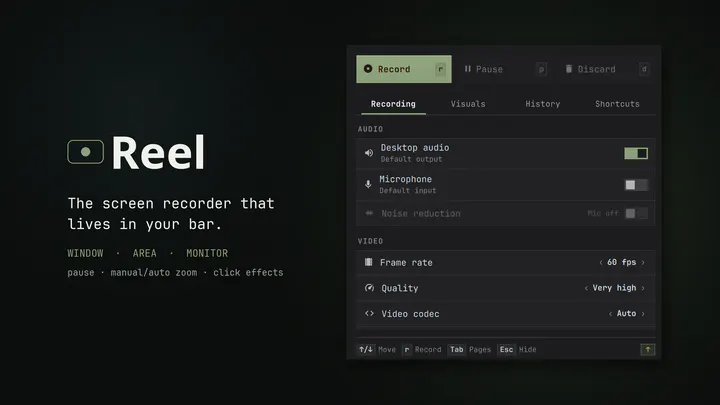 Reel
The screen recorder that
lives in your bar.
WINDOW · AREA · MONITOR
pause · manual/auto zoom · click effects
Record r Pause p Discard d
Recording Visuals History Shortcuts
AUDIO
Desktop audio
Default output
Microphone
Default input
Noise reduction Mic off
VIDEO
Frame rate ‹ 60 fps ›
Quality ‹ Very high ›
Video codec ‹ Auto ›
↑/↓ Move r Record Tab Pages Esc Hide ↑